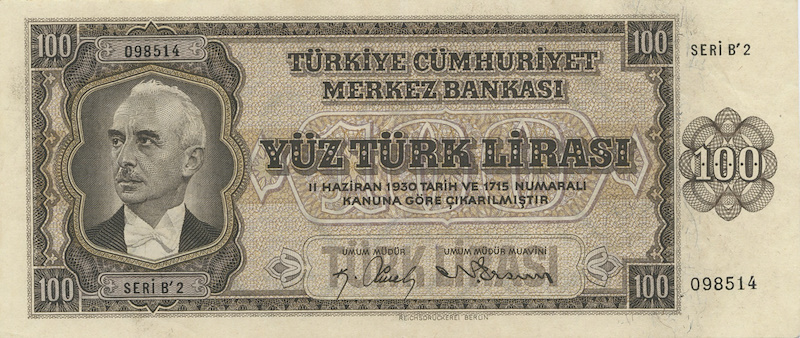 100
098514
100
SERİ B'2
TÜRKİYE CÜMHURİYET
MERKEZ BANKASI
100
YÜZ TÜRK LİRASI
100
II HAZİRAN 1930 TARİH VE 1715 NUMARALI
KANUNA GÖRE ÇIKARILMIŞTIR
UMUM MÜDÜR
UMUM MÜDÜR MUAVİNİ
TÜRK LİRASI
100
SERİ B'2
100
098514
REICHSDRUCKEREI BERLIN